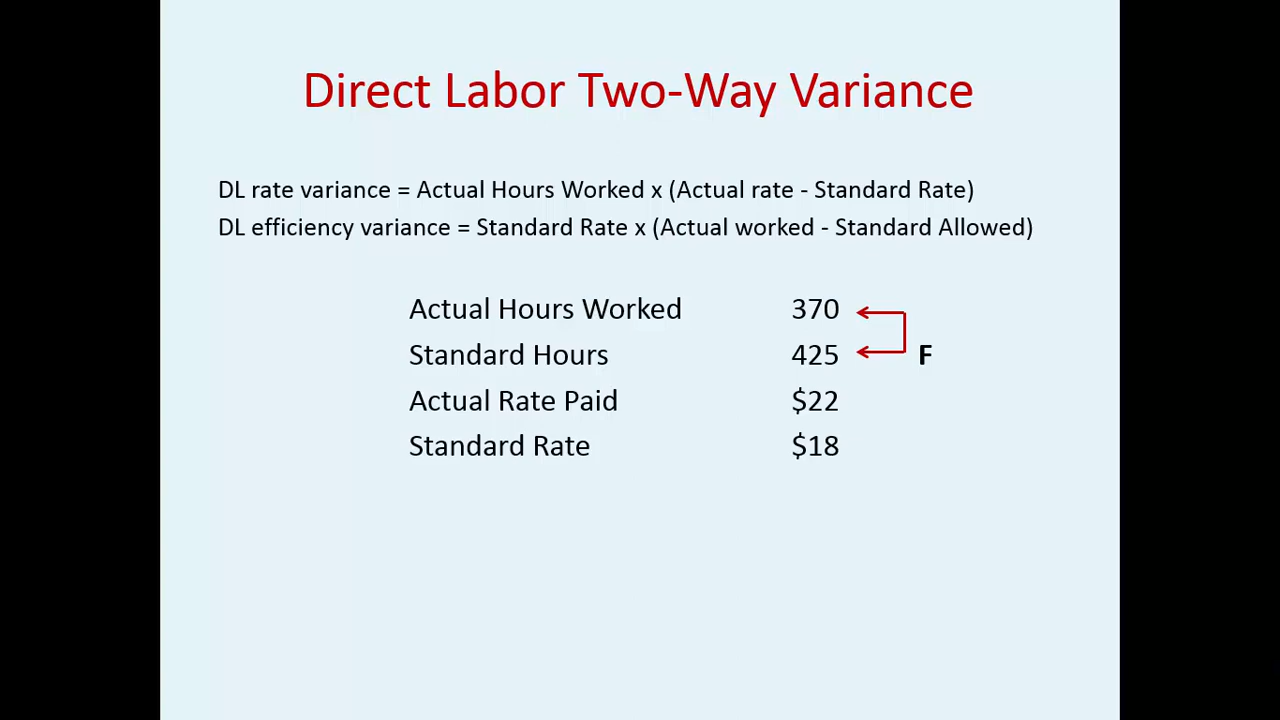 Direct Labor Two-Way Variance
DL rate variance = Actual Hours Worked x (Actual rate - Standard Rate)
DL efficiency variance = Standard Rate x (Actual worked - Standard Allowed)
Actual Hours Worked 370
Standard Hours 425 F
Actual Rate Paid $22
Standard Rate $18